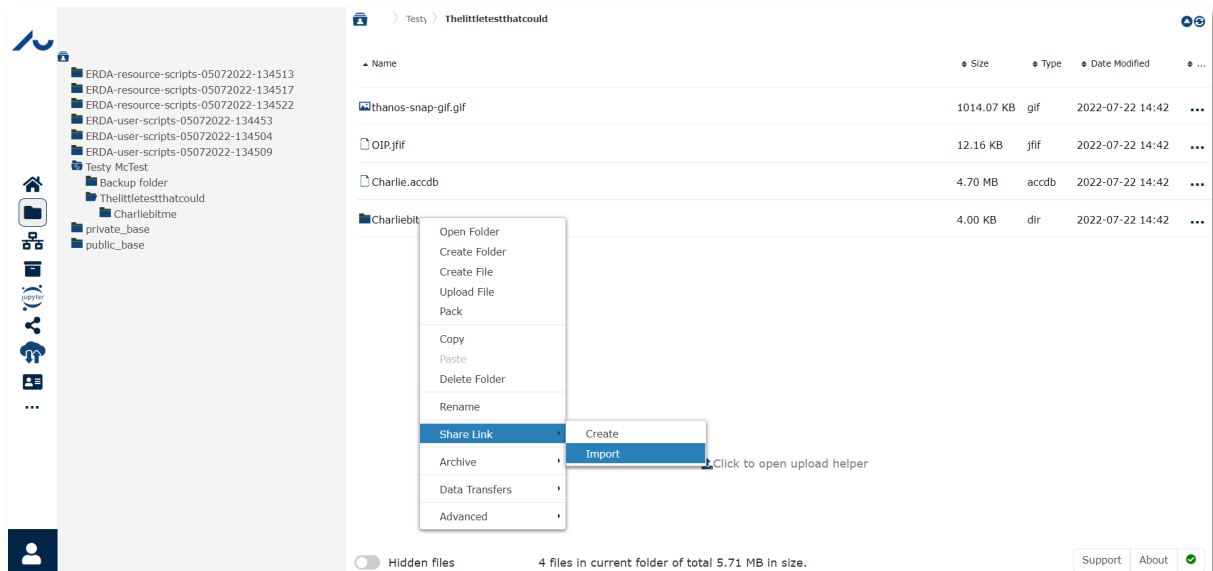 Testy
Thelittletestthatcould
ERDA-resource-scripts-05072022-134513
ERDA-resource-scripts-05072022-134517
ERDA-resource-scripts-05072022-134522
ERDA-user-scripts-05072022-134453
ERDA-user-scripts-05072022-134504
ERDA-user-scripts-05072022-134509
Testy McTest
Backup folder
Thelittletestthatcould
Charliebitme
private_base
public_base
jupyter
Name Size Type Date Modified ...
thanos-snap-gif.gif 1014.07 KB gif 2022-07-22 14:42 ...
OIP.jfif 12.16 KB jfif 2022-07-22 14:42 ...
Charlie.accdb 4.70 MB accdb 2022-07-22 14:42 ...
Charliebit 4.00 KB dir 2022-07-22 14:42 ...
Open Folder
Create Folder
Create File
Upload File
Pack
Copy
Paste
Delete Folder
Rename
Share Link
Create
Import
Archive
Data Transfers
Advanced
Click to open upload helper
Hidden files
4 files in current folder of total 5.71 MB in size.
Support About